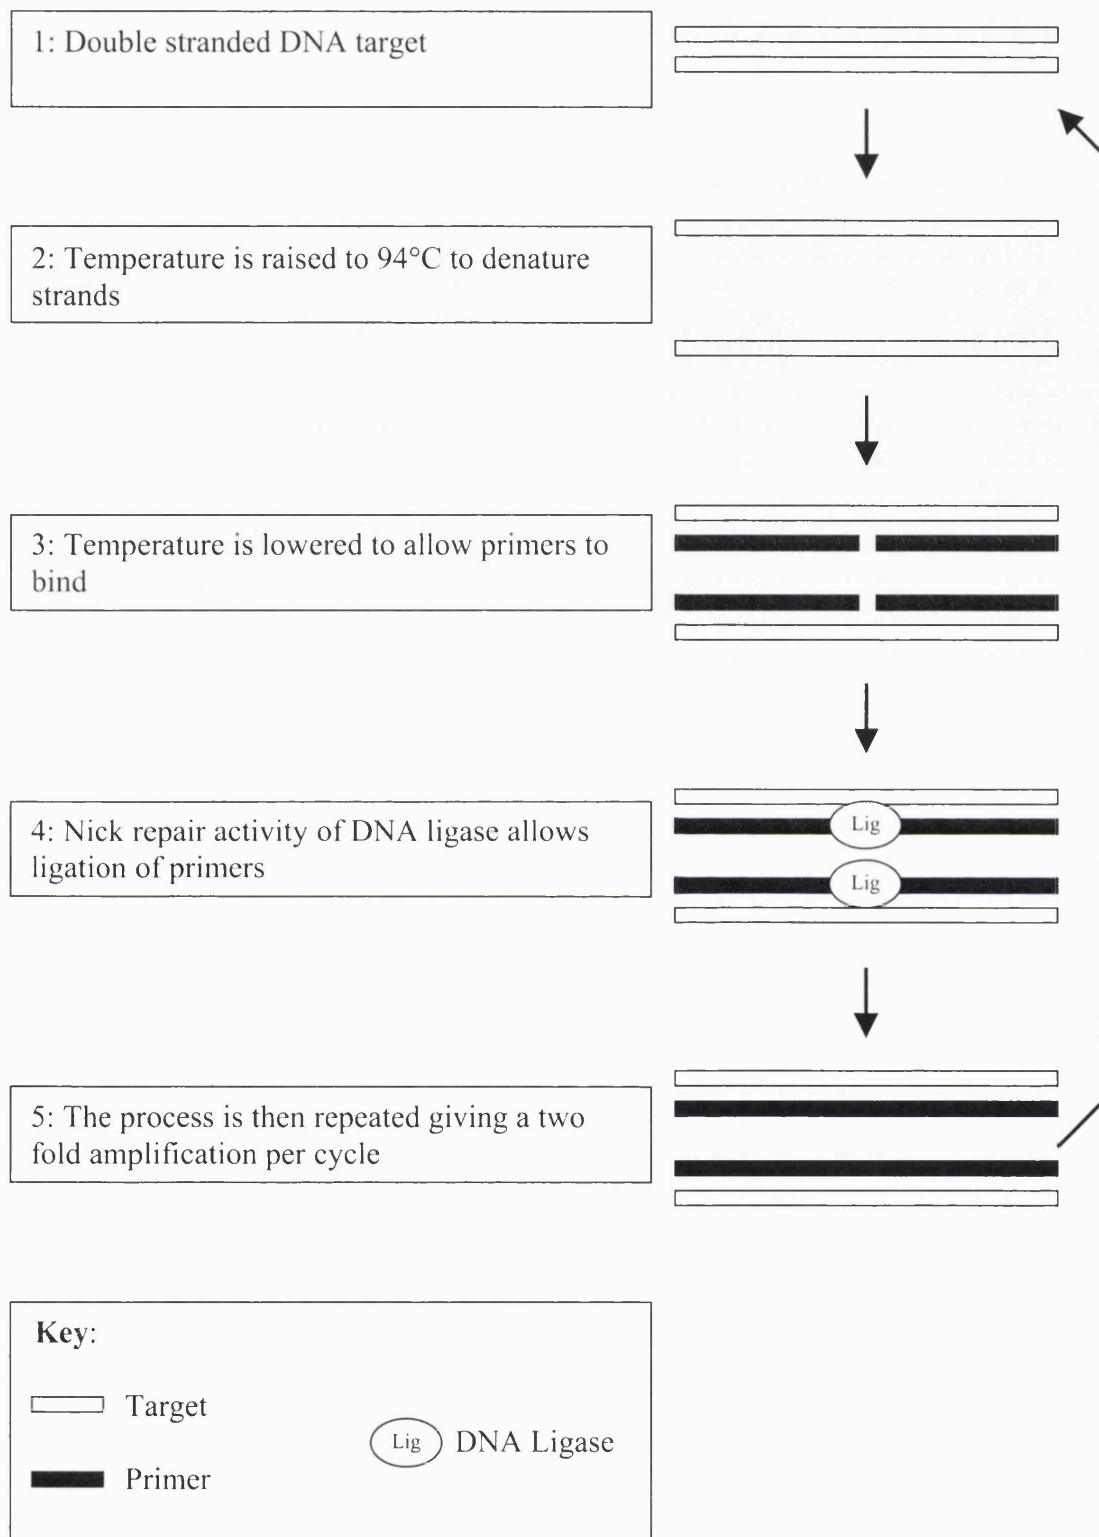 1: Double stranded DNA target
2: Temperature is raised to 94°C to denature
strands
3: Temperature is lowered to allow primers to
bind
4: Nick repair activity of DNA ligase allows
ligation of primers
Lig
Lig
5: The process is then repeated giving a two
fold amplification per cycle
Key:
Target
Lig DNA Ligase
Primer